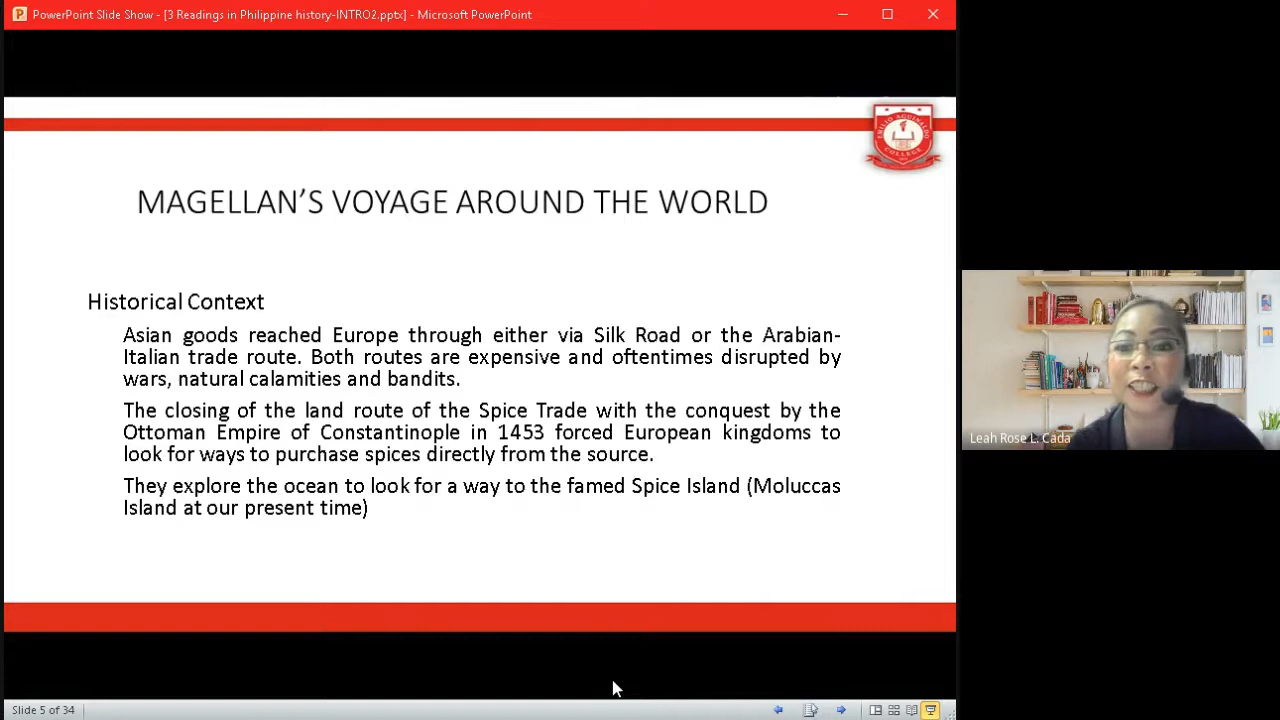 PowerPoint Slide Show - [3 Readings in Philippine history-INTRO2.pptx] - Microsoft PowerPoint
EMILIO AGUINALDO
COLLEGE
MAGELLAN’S VOYAGE AROUND THE WORLD
Historical Context
Asian goods reached Europe through either via Silk Road or the Arabian-
Italian trade route. Both routes are expensive and oftentimes disrupted by
wars, natural calamities and bandits.
The closing of the land route of the Spice Trade with the conquest by the
Ottoman Empire of Constantinople in 1453 forced European kingdoms to
look for ways to purchase spices directly from the source.
They explore the ocean to look for a way to the famed Spice Island (Moluccas
Island at our present time)
Leah Rose L. Cada
Slide 5 of 34